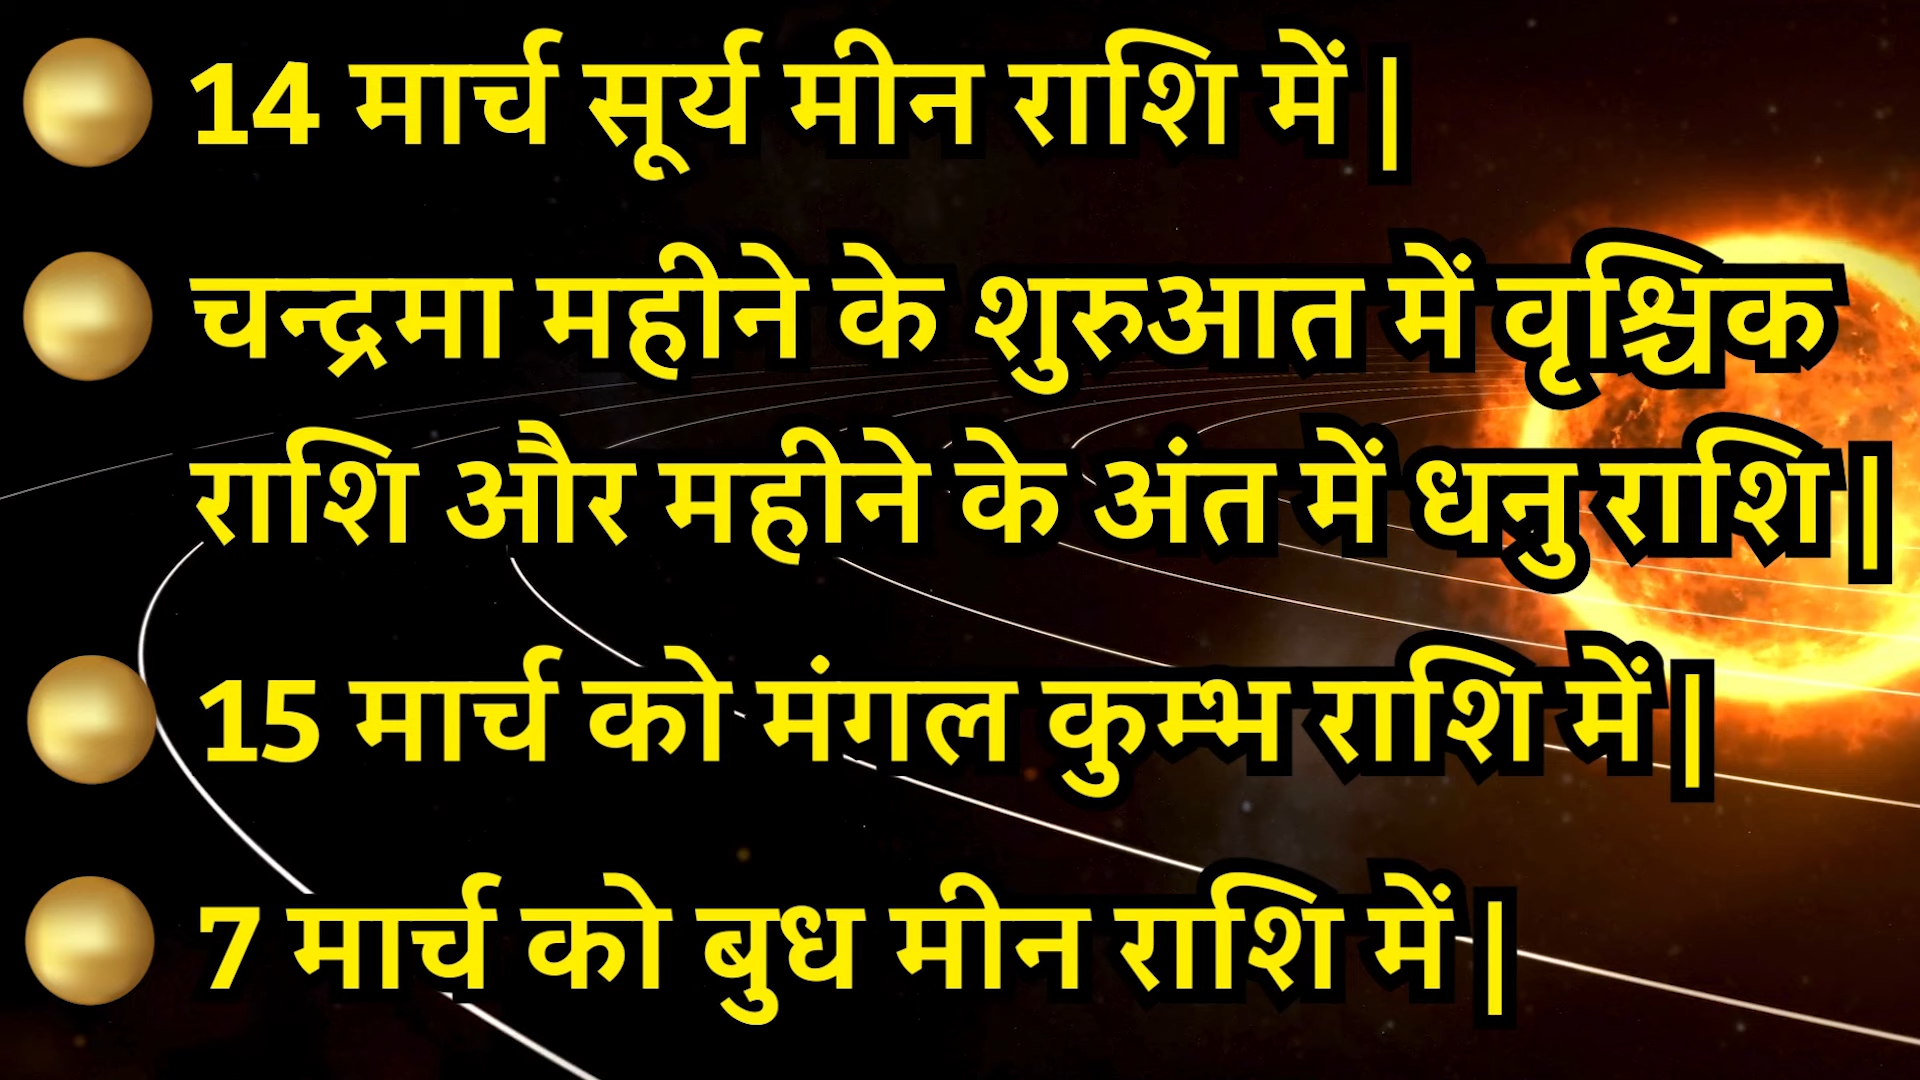 14 मार्च सूर्य मीन राशि में |
चन्द्रमा महीने के शुरुआत में वृश्चिक
राशि और महीने के अंत में धनु राशि |
15 मार्च को मंगल कुम्भ राशि में |
7 मार्च को बुध मीन राशि में |